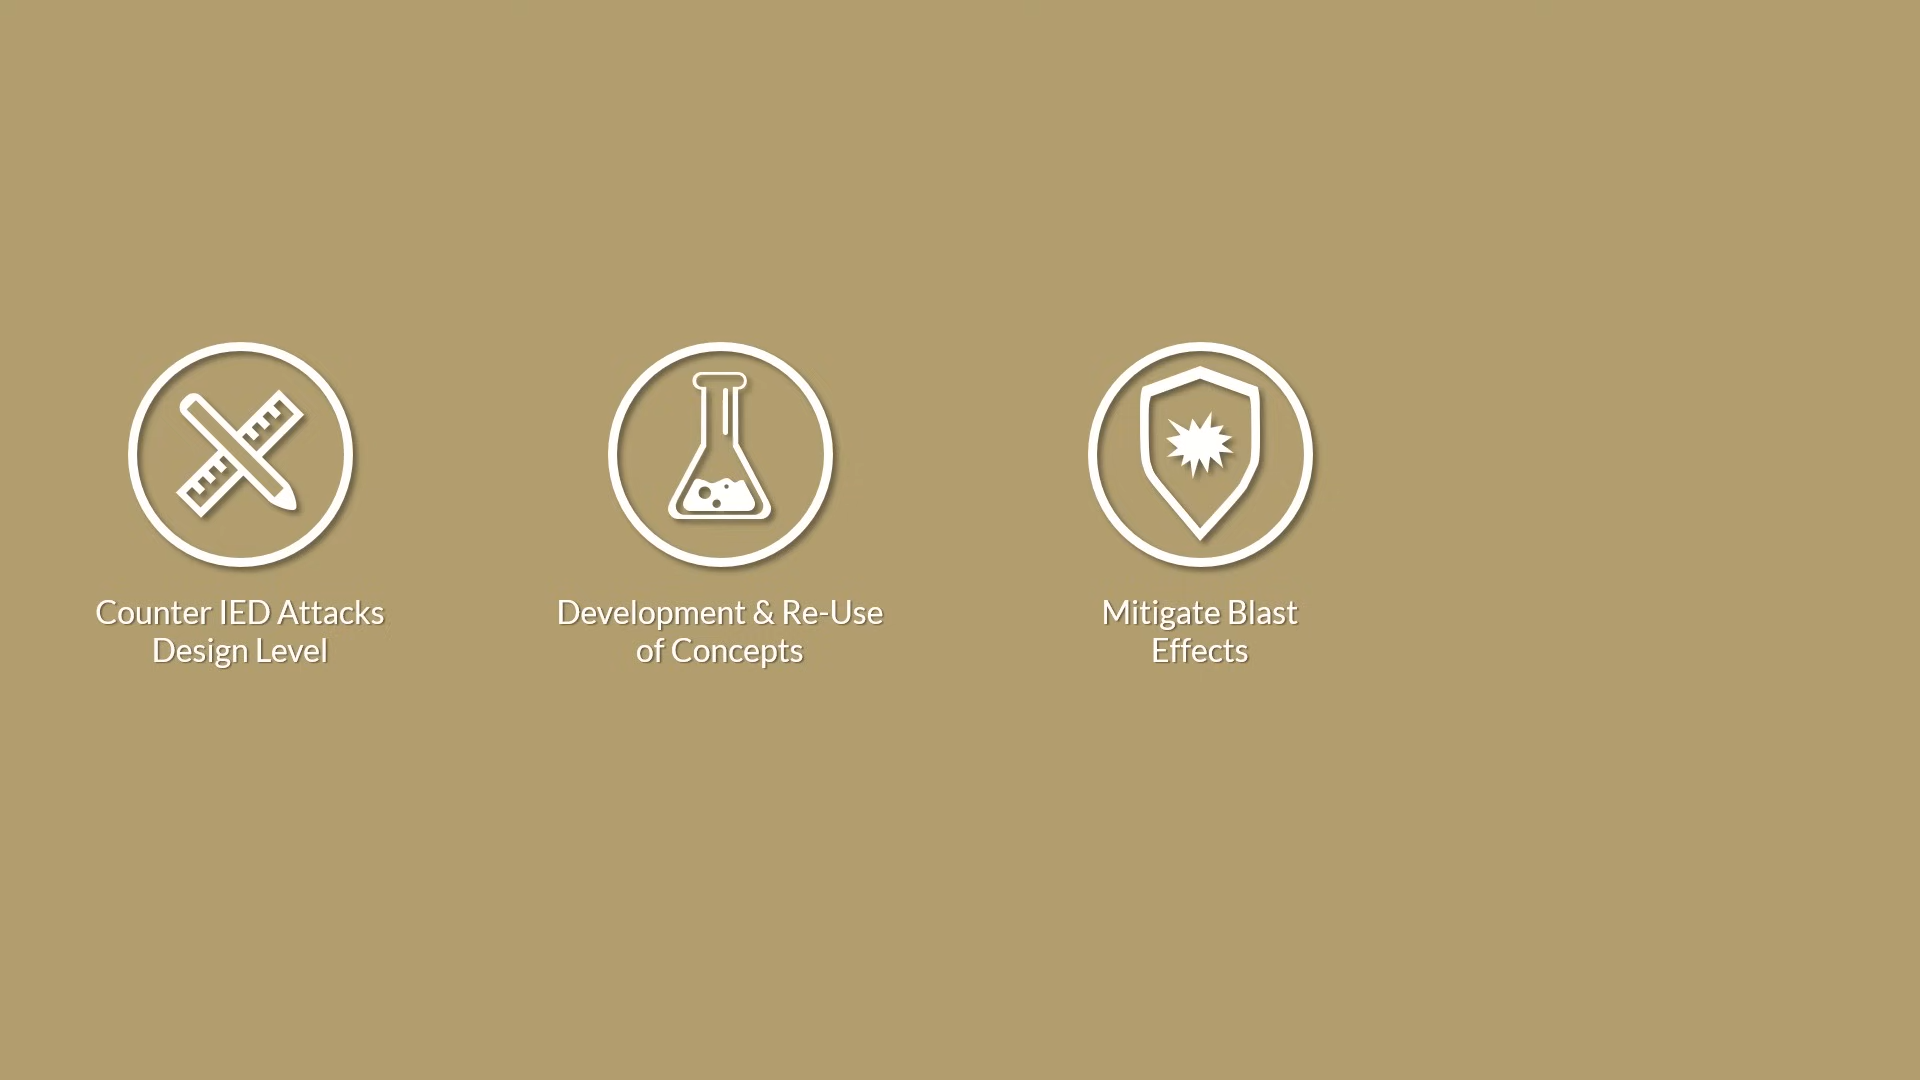 Counter IED Attacks
Design Level
Development & Re-Use
of Concepts
Mitigate Blast
Effects